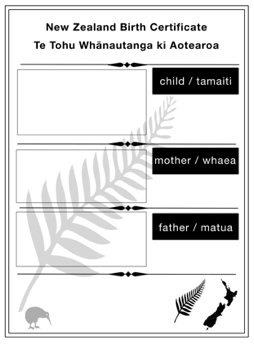 New Zealand Birth Certificate
Te Tohu Whānautanga ki Aotearoa
child / tamaiti
mother / whaea
father / matua